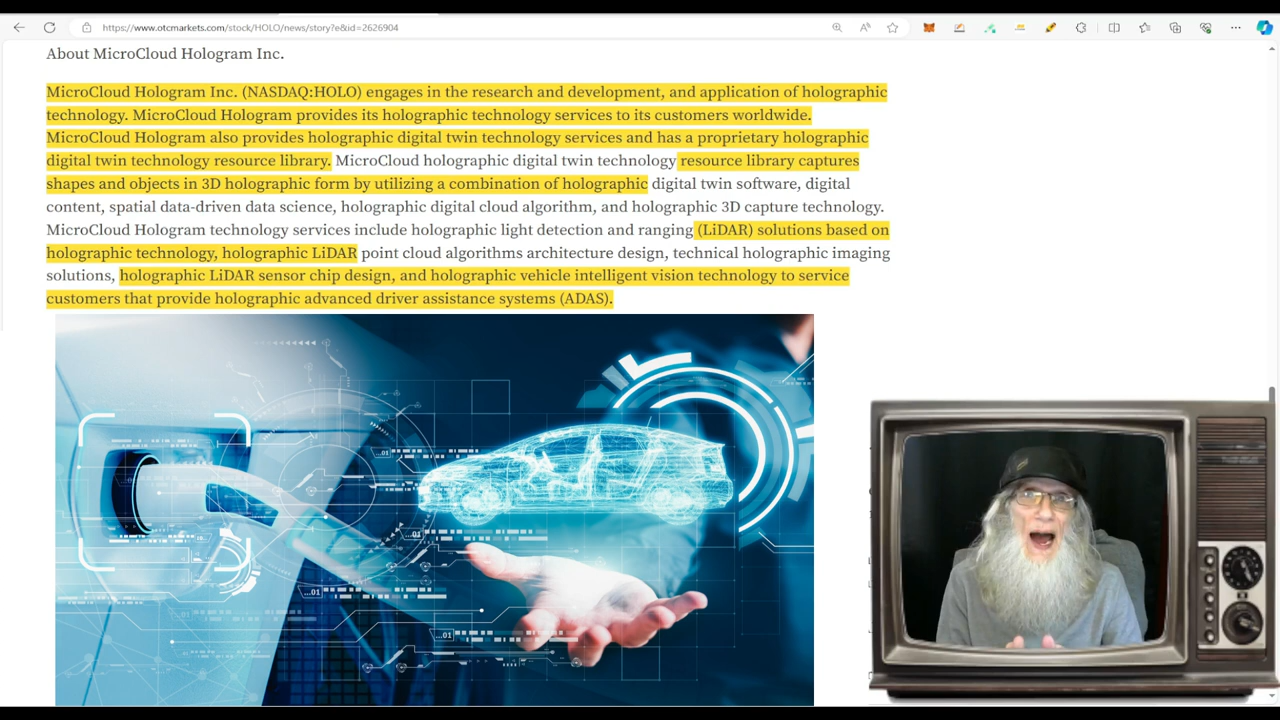 https://www.otcmarkets.com/stock/HOLO/news/story?e&id=2626904
About MicroCloud Hologram Inc.
MicroCloud Hologram Inc. (NASDAQ:HOLO) engages in the research and development, and application of holographic
technology. MicroCloud Hologram provides its holographic technology services to its customers worldwide.
MicroCloud Hologram also provides holographic digital twin technology services and has a proprietary holographic
digital twin technology resource library. MicroCloud holographic digital twin technology resource library captures
shapes and objects in 3D holographic form by utilizing a combination of holographic digital twin software, digital
content, spatial data-driven data science, holographic digital cloud algorithm, and holographic 3D capture technology.
MicroCloud Hologram technology services include holographic light detection and ranging (LiDAR) solutions based on
holographic technology, holographic LiDAR point cloud algorithms architecture design, technical holographic imaging
solutions, holographic LiDAR sensor chip design, and holographic vehicle intelligent vision technology to service
customers that provide holographic advanced driver assistance systems (ADAS).
...01
...01
...01
...01